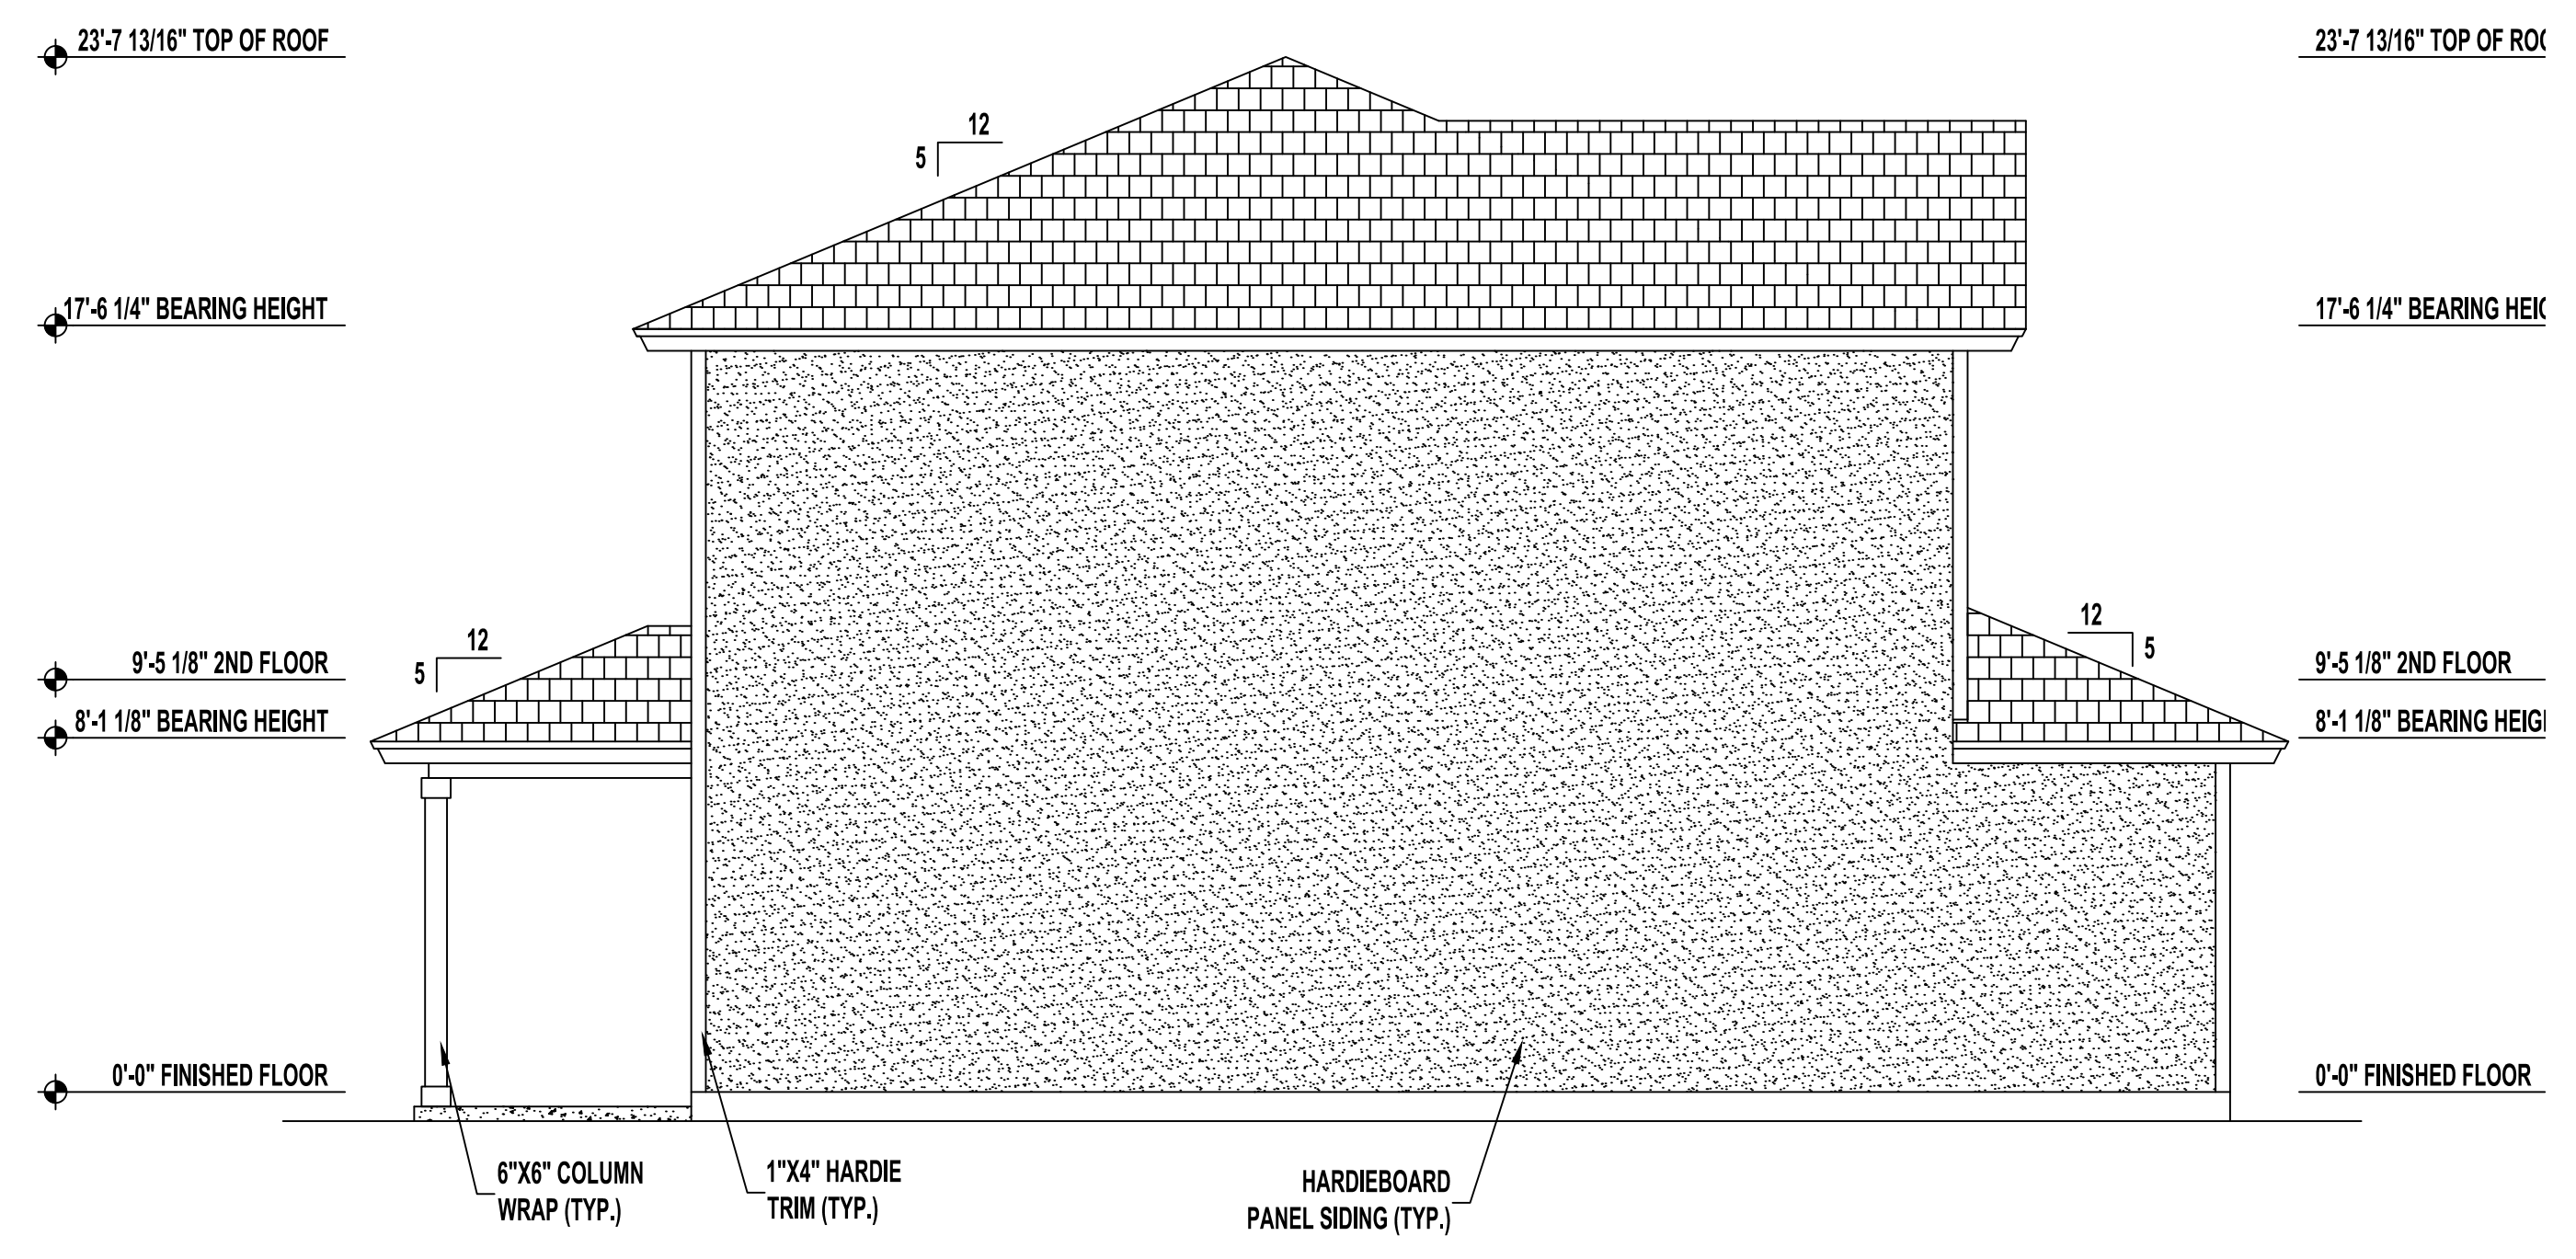 23'-7 13/16" TOP OF ROOF
23'-7 13/16" TOP OF ROO
12
5
17'-6 1/4" BEARING HEIGHT
17'-6 1/4" BEARING HEIG
12
5
12
5
9'-5 1/8" 2ND FLOOR
9'-5 1/8" 2ND FLOOR
8'-1 1/8" BEARING HEIGHT
8'-1 1/8" BEARING HEIGH
0'-0" FINISHED FLOOR
0'-0" FINISHED FLOOR
6"X6" COLUMN
WRAP (TYP.)
1"X4" HARDIE
TRIM (TYP.)
HARDIEBOARD
PANEL SIDING (TYP.)